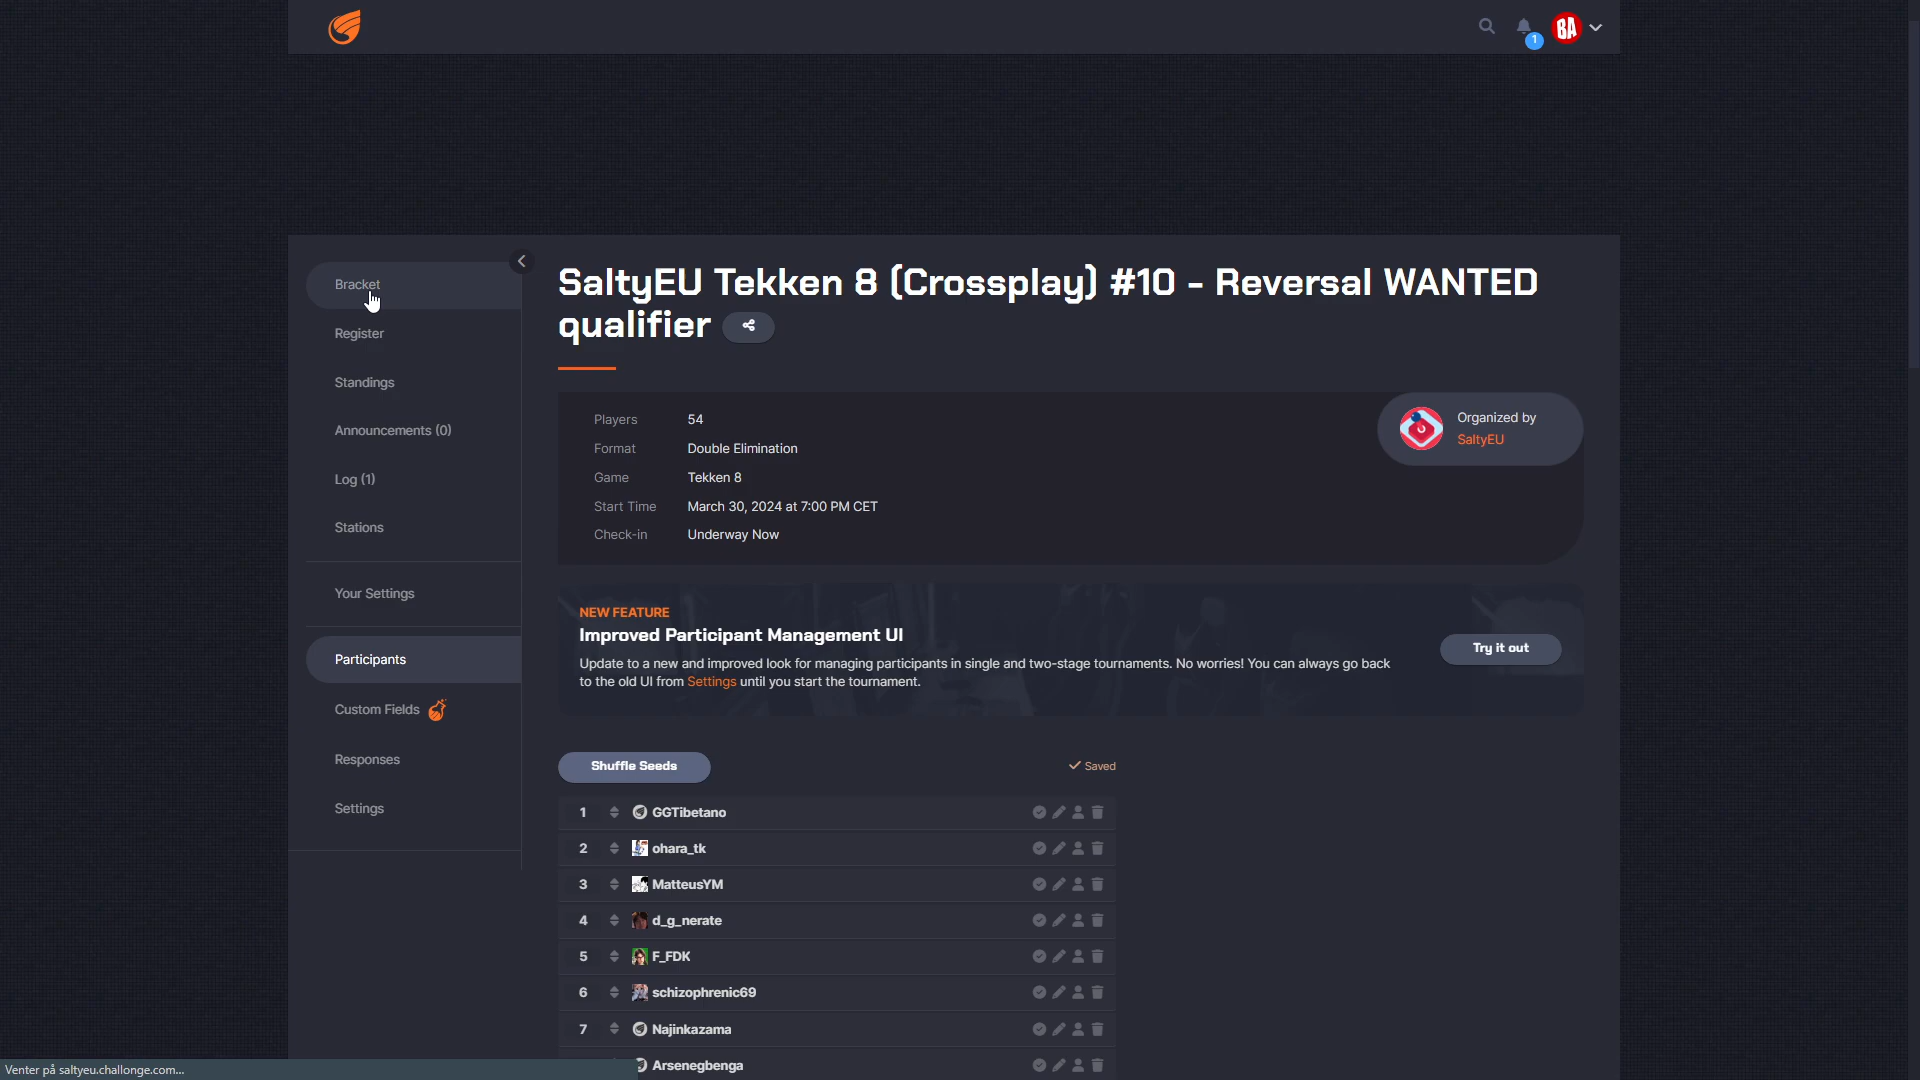 BA
1
Bracket
Register
Standings
Announcements (0)
Log (1)
Stations
Your Settings
Participants
Custom Fields
Responses
Settings
SaltyEU Tekken 8 (Crossplay) #10 - Reversal WANTED
qualifier
Players 54
Format Double Elimination
Game Tekken 8
Start Time March 30, 2024 at 7:00 PM CET
Check-in Underway Now
Organized by
SaltyEU
NEW FEATURE
Improved Participant Management UI
Update to a new and improved look for managing participants in single and two-stage tournaments. No worries! You can always go back
to the old UI from Settings until you start the tournament.
Try it out
Shuffle Seeds
Saved
1 GGTibetano
2 ohara_tk
3 MatteusYM
4 d_g_nerate
5 F_FDK
6 schizophrenic69
7 Najinkazama
Arsenegbenga
Venter på saltyeu.challonge.com...